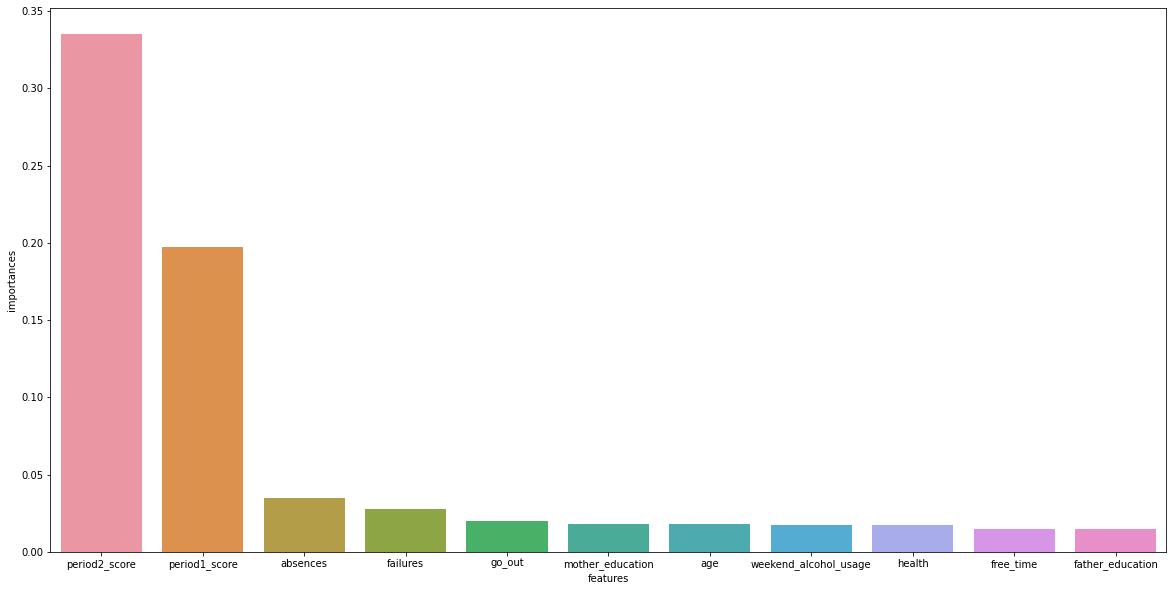 0.35
0.30
0.25
0.20
0.15
0.10
0.05
0.00
importances
period2_score period1_score absences failures go_out mother_education age weekend_alcohol_usage health free_time father_education
features